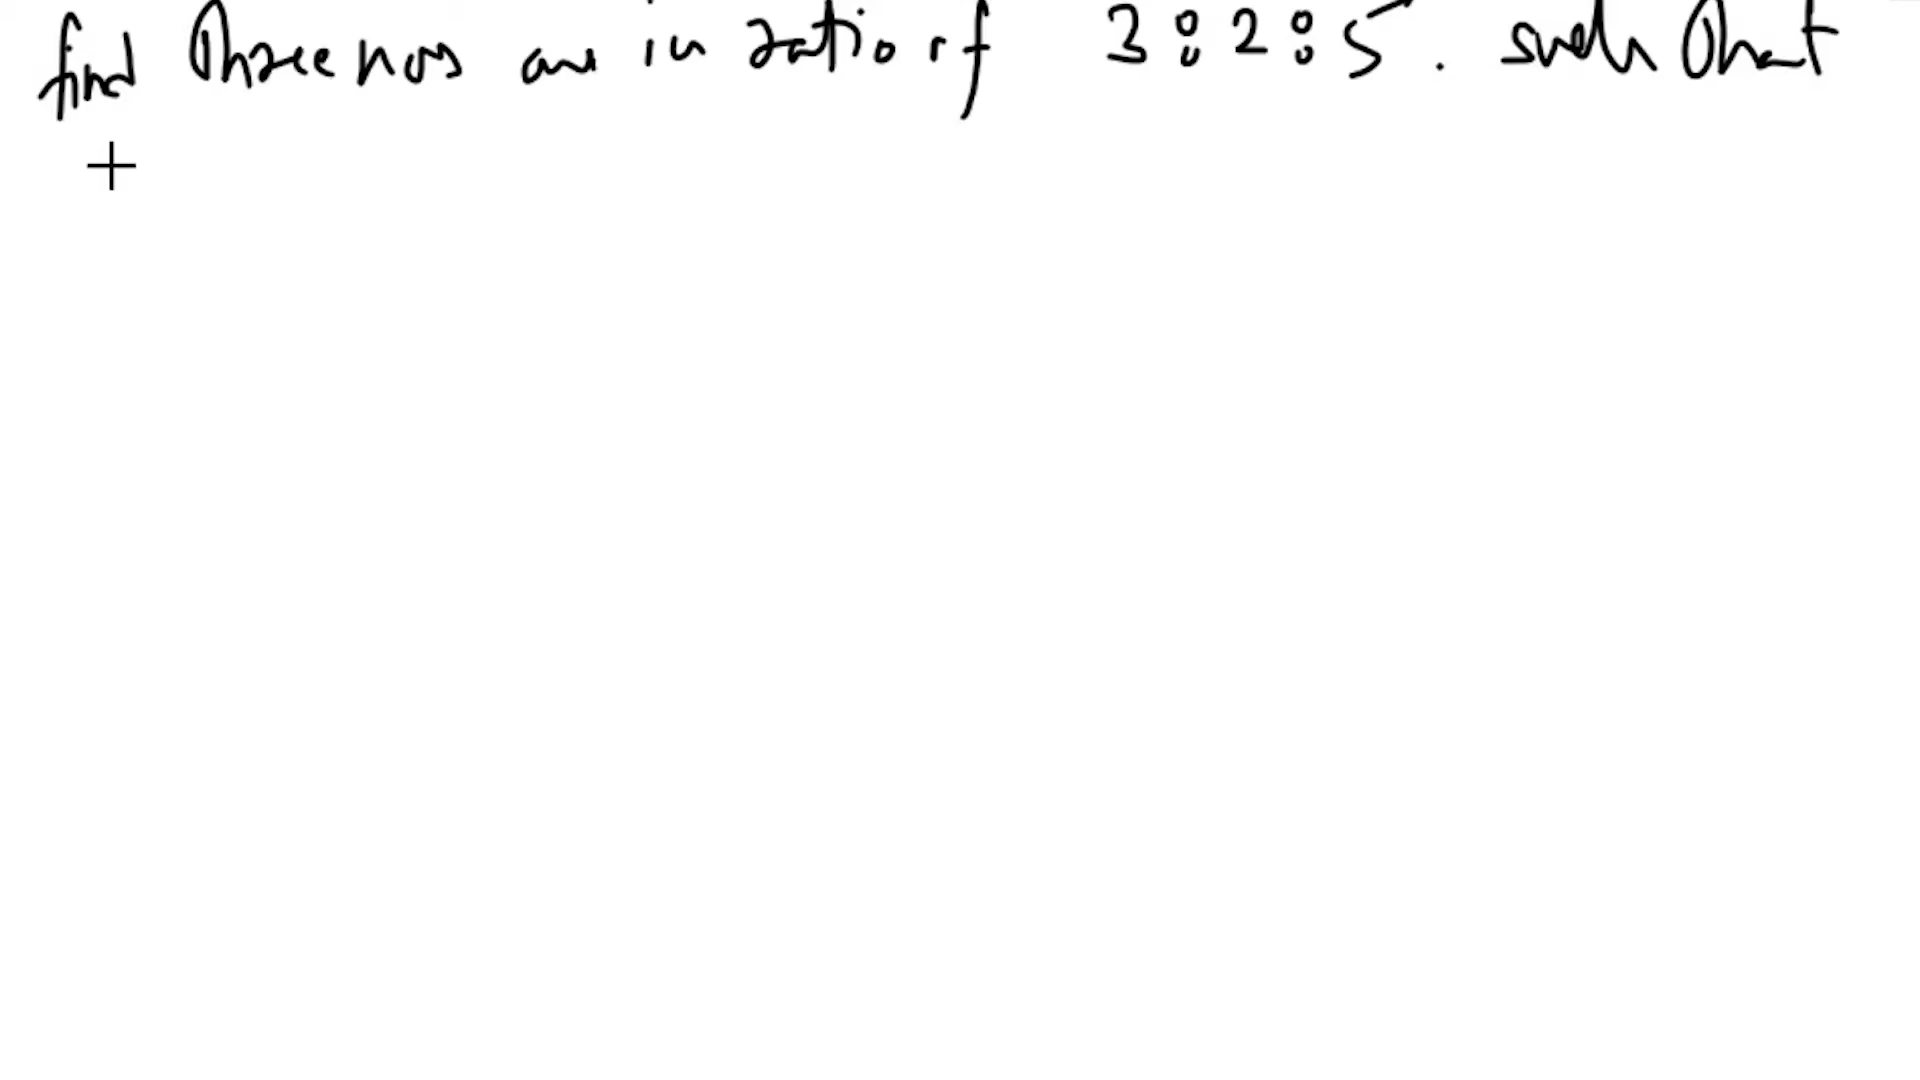 find Three nos are in ratio of 3:2:5. such that